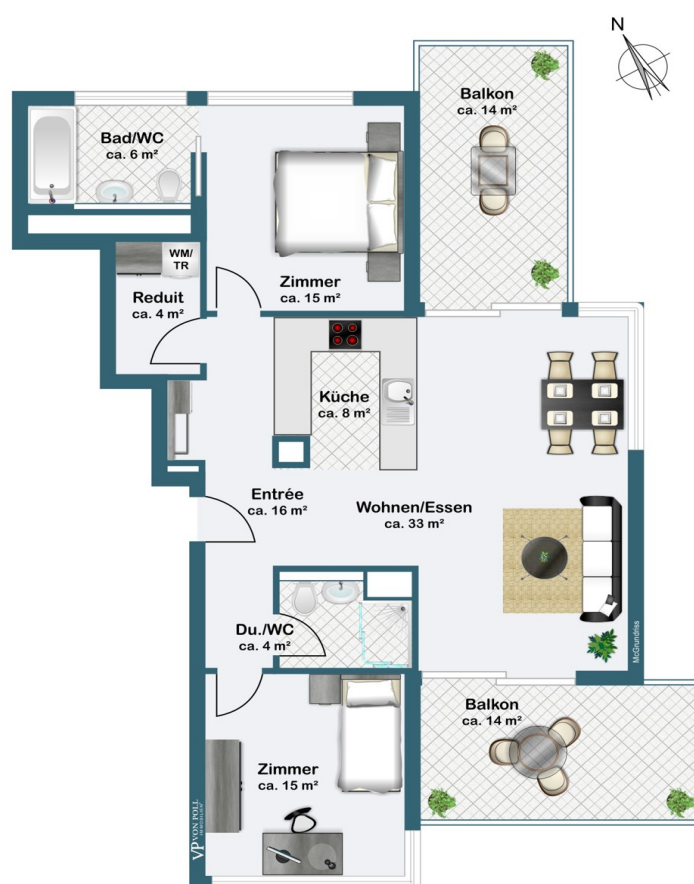 N
Balkon
ca. 14 m²
Bad/WC
ca. 6 m²
WM/
TR
Zimmer
ca. 15 m²
Reduit
ca. 4 m²
Küche
ca. 8 m²
Entrée
ca. 16 m²
Wohnen/Essen
ca. 33 m²
Du./WC
ca. 4 m²
McGrundriss
Balkon
ca. 14 m²
Zimmer
ca. 15 m²
VP VON POLL
IMMOBILIEN